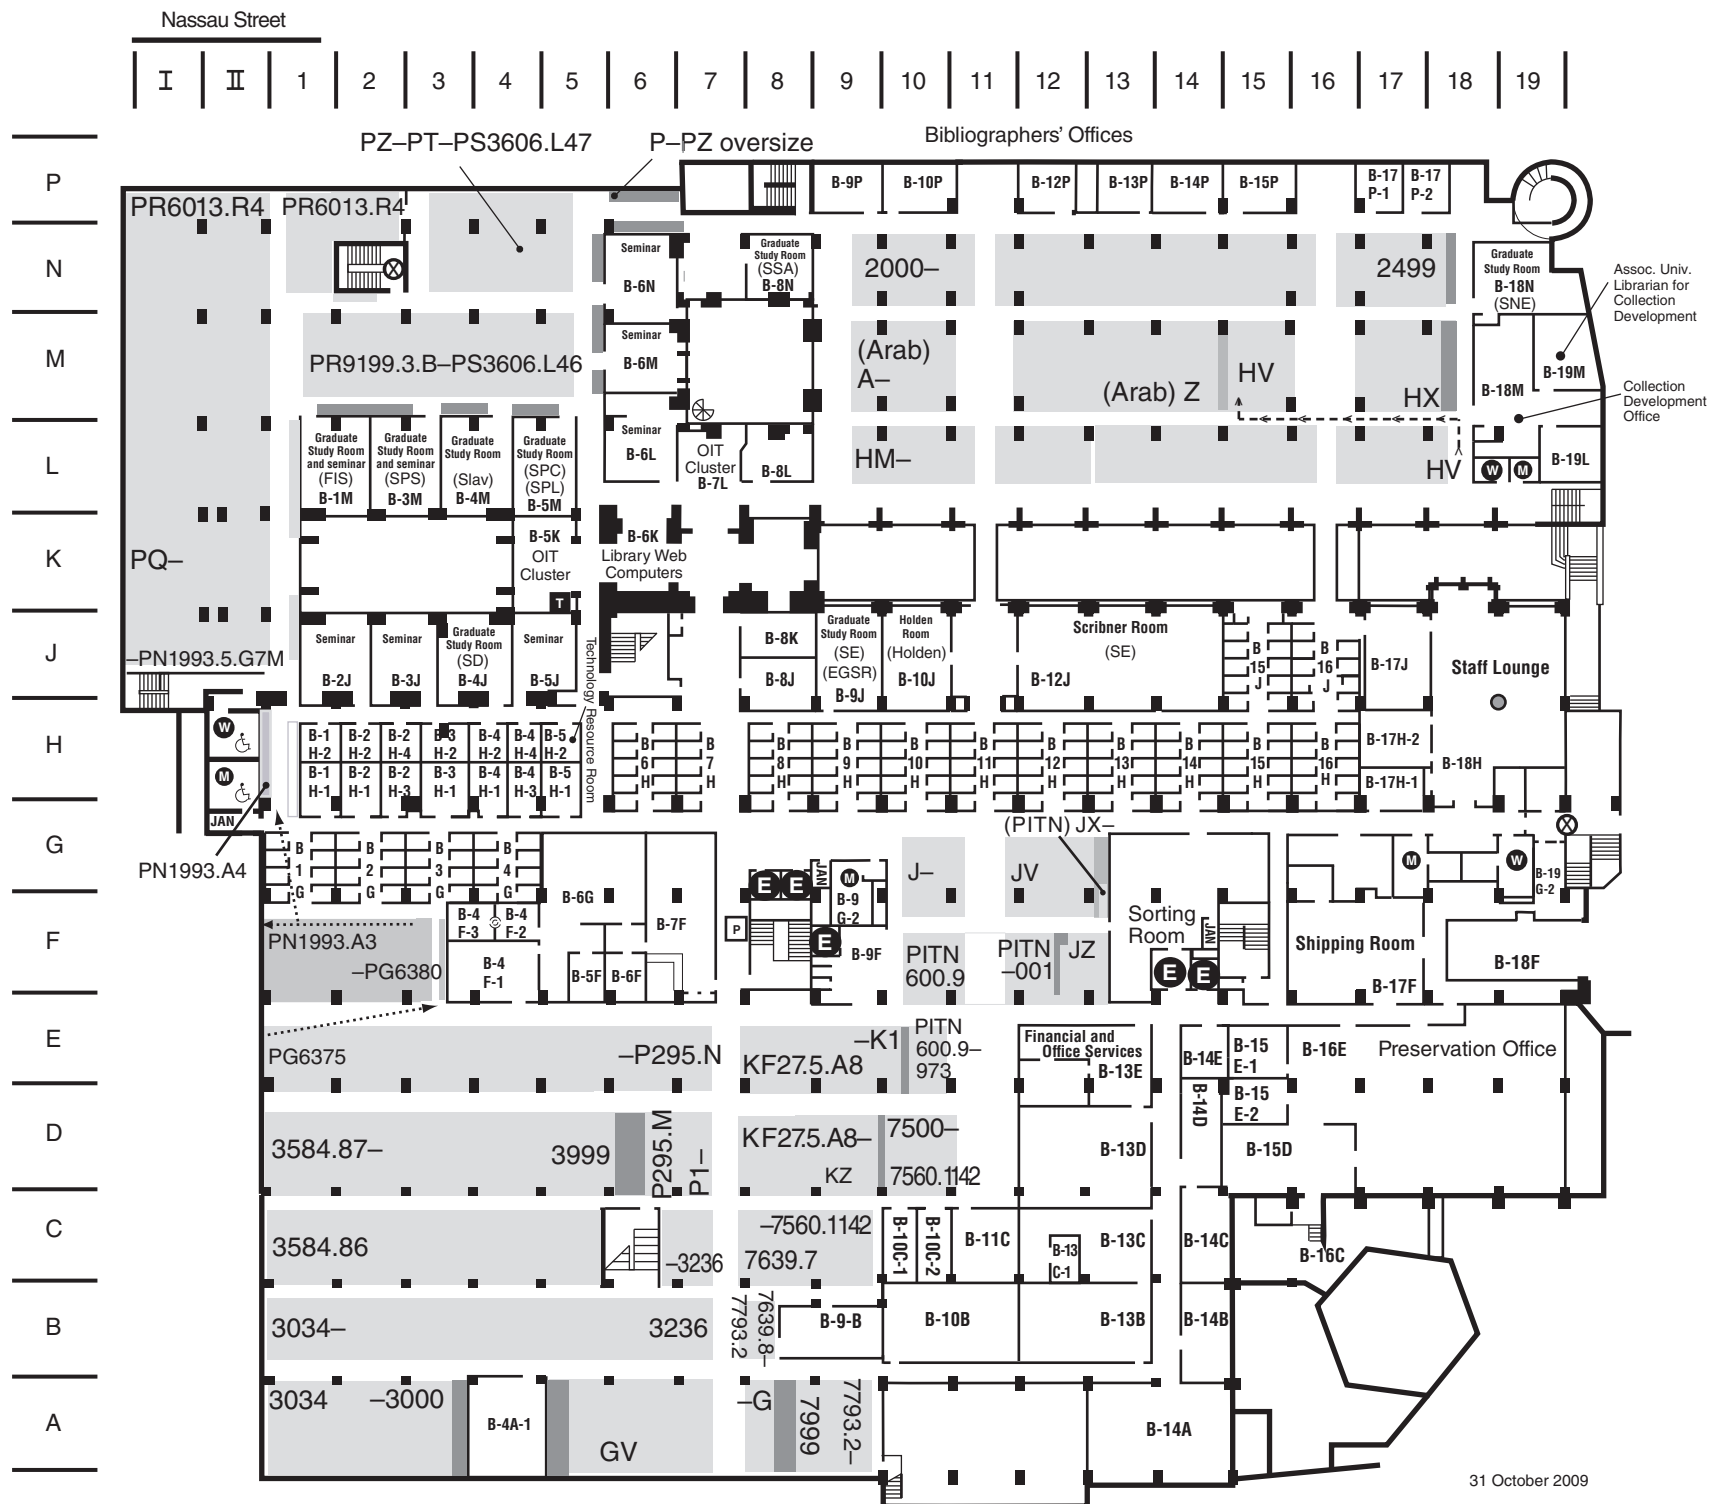 Nassau Street
I II 1 2 3 4 5 6 7 8 9 10 11 12 13 14 15 16 17 18 19
PZ–PT–PS3606.L47
P–PZ oversize
Bibliographers’ Offices
P
B-9P
B-10P
B-12P
B-13P
B-14P
B-15P
B-17
P-1
B-17
P-2
PR6013.R4
PR6013.R4
N
Seminar
B-6N
Graduate
Study Room
(SSA)
B-8N
2000–
2499
Graduate
Study Room
B-18N
(SNE)
Assoc. Univ.
Librarian for
Collection
Development
M
PR9199.3.B–PS3606.L46
Seminar
B-6M
(Arab)
A–
(Arab) Z
HV
HX
B-18M
B-19M
Collection
Development
Office
L
Graduate
Study Room
and seminar
(FIS)
B-1M
Graduate
Study Room
and seminar
(SPS)
B-3M
Graduate
Study Room
(Slav)
B-4M
Graduate
Study Room
(SPC)
(SPL)
B-5M
Seminar
B-6L
OIT
Cluster
B-7L
B-8L
HM–
HV
W
M
B-19L
K
PQ–
B-5K
OIT
Cluster
T
B-6K
Library Web
Computers
J
–PN1993.5.G7M
Seminar
B-2J
Seminar
B-3J
Graduate
Study Room
(SD)
B-4J
Seminar
B-5J
Technology Resource Room
B-8K
B-8J
Graduate
Study Room
(SE)
(EGSR)
B-9J
Holden
Room
(Holden)
B-10J
Scribner Room
(SE)
B-12J
B
15
J
B
16
J
B-17J
Staff Lounge
H
W
M
JAN
B-1
H-2
B-2
H-2
B-2
H-4
B-3
H-2
B-4
H-2
B-4
H-4
B-5
H-2
B-1
H-1
B-2
H-1
B-2
H-3
B-3
H-1
B-4
H-1
B-4
H-3
B-5
H-1
B
6
H
B
7
H
B
8
H
B
9
H
B
10
H
B
11
H
B
12
H
B
13
H
B
14
H
B
15
H
B
16
H
B-17H-2
B-17H-1
B-18H
G
PN1993.A4
B
1
G
B
2
G
B
3
G
B
4
G
B-6G
E
E
JAN
M
B-9
G-2
J–
JV
(PITN) JX–
M
W
B-19
G-2
F
PN1993.A3
–PG6380
B-4
F-3
B-4
F-2
B-4
F-1
B-5F
B-6F
B-7F
P
E
B-9F
PITN
600.9
PITN
–001
JZ
Sorting
Room
JAN
E
E
Shipping Room
B-17F
B-18F
E
PG6375
–P295.N
KF27.5.A8
–K1
PITN
600.9–
973
Financial and
Office Services
B-13E
B-14E
B-15
E-1
B-16E
Preservation Office
D
3584.87–
3999
P295.M
P1–
KF27.5.A8–
KZ
7500–
7560.1142
B-13D
B-14D
B-15
E-2
B-15D
C
3584.86
–3236
–7560.1142
7639.7
B-10C-1
B-10C-2
B-11C
B-13
C-1
B-13C
B-14C
B-16C
B
3034–
3236
7639.8–
7793.2
B-9-B
B-10B
B-13B
B-14B
A
3034
–3000
B-4A-1
GV
–G
7999
7793.2–
B-14A
31 October 2009